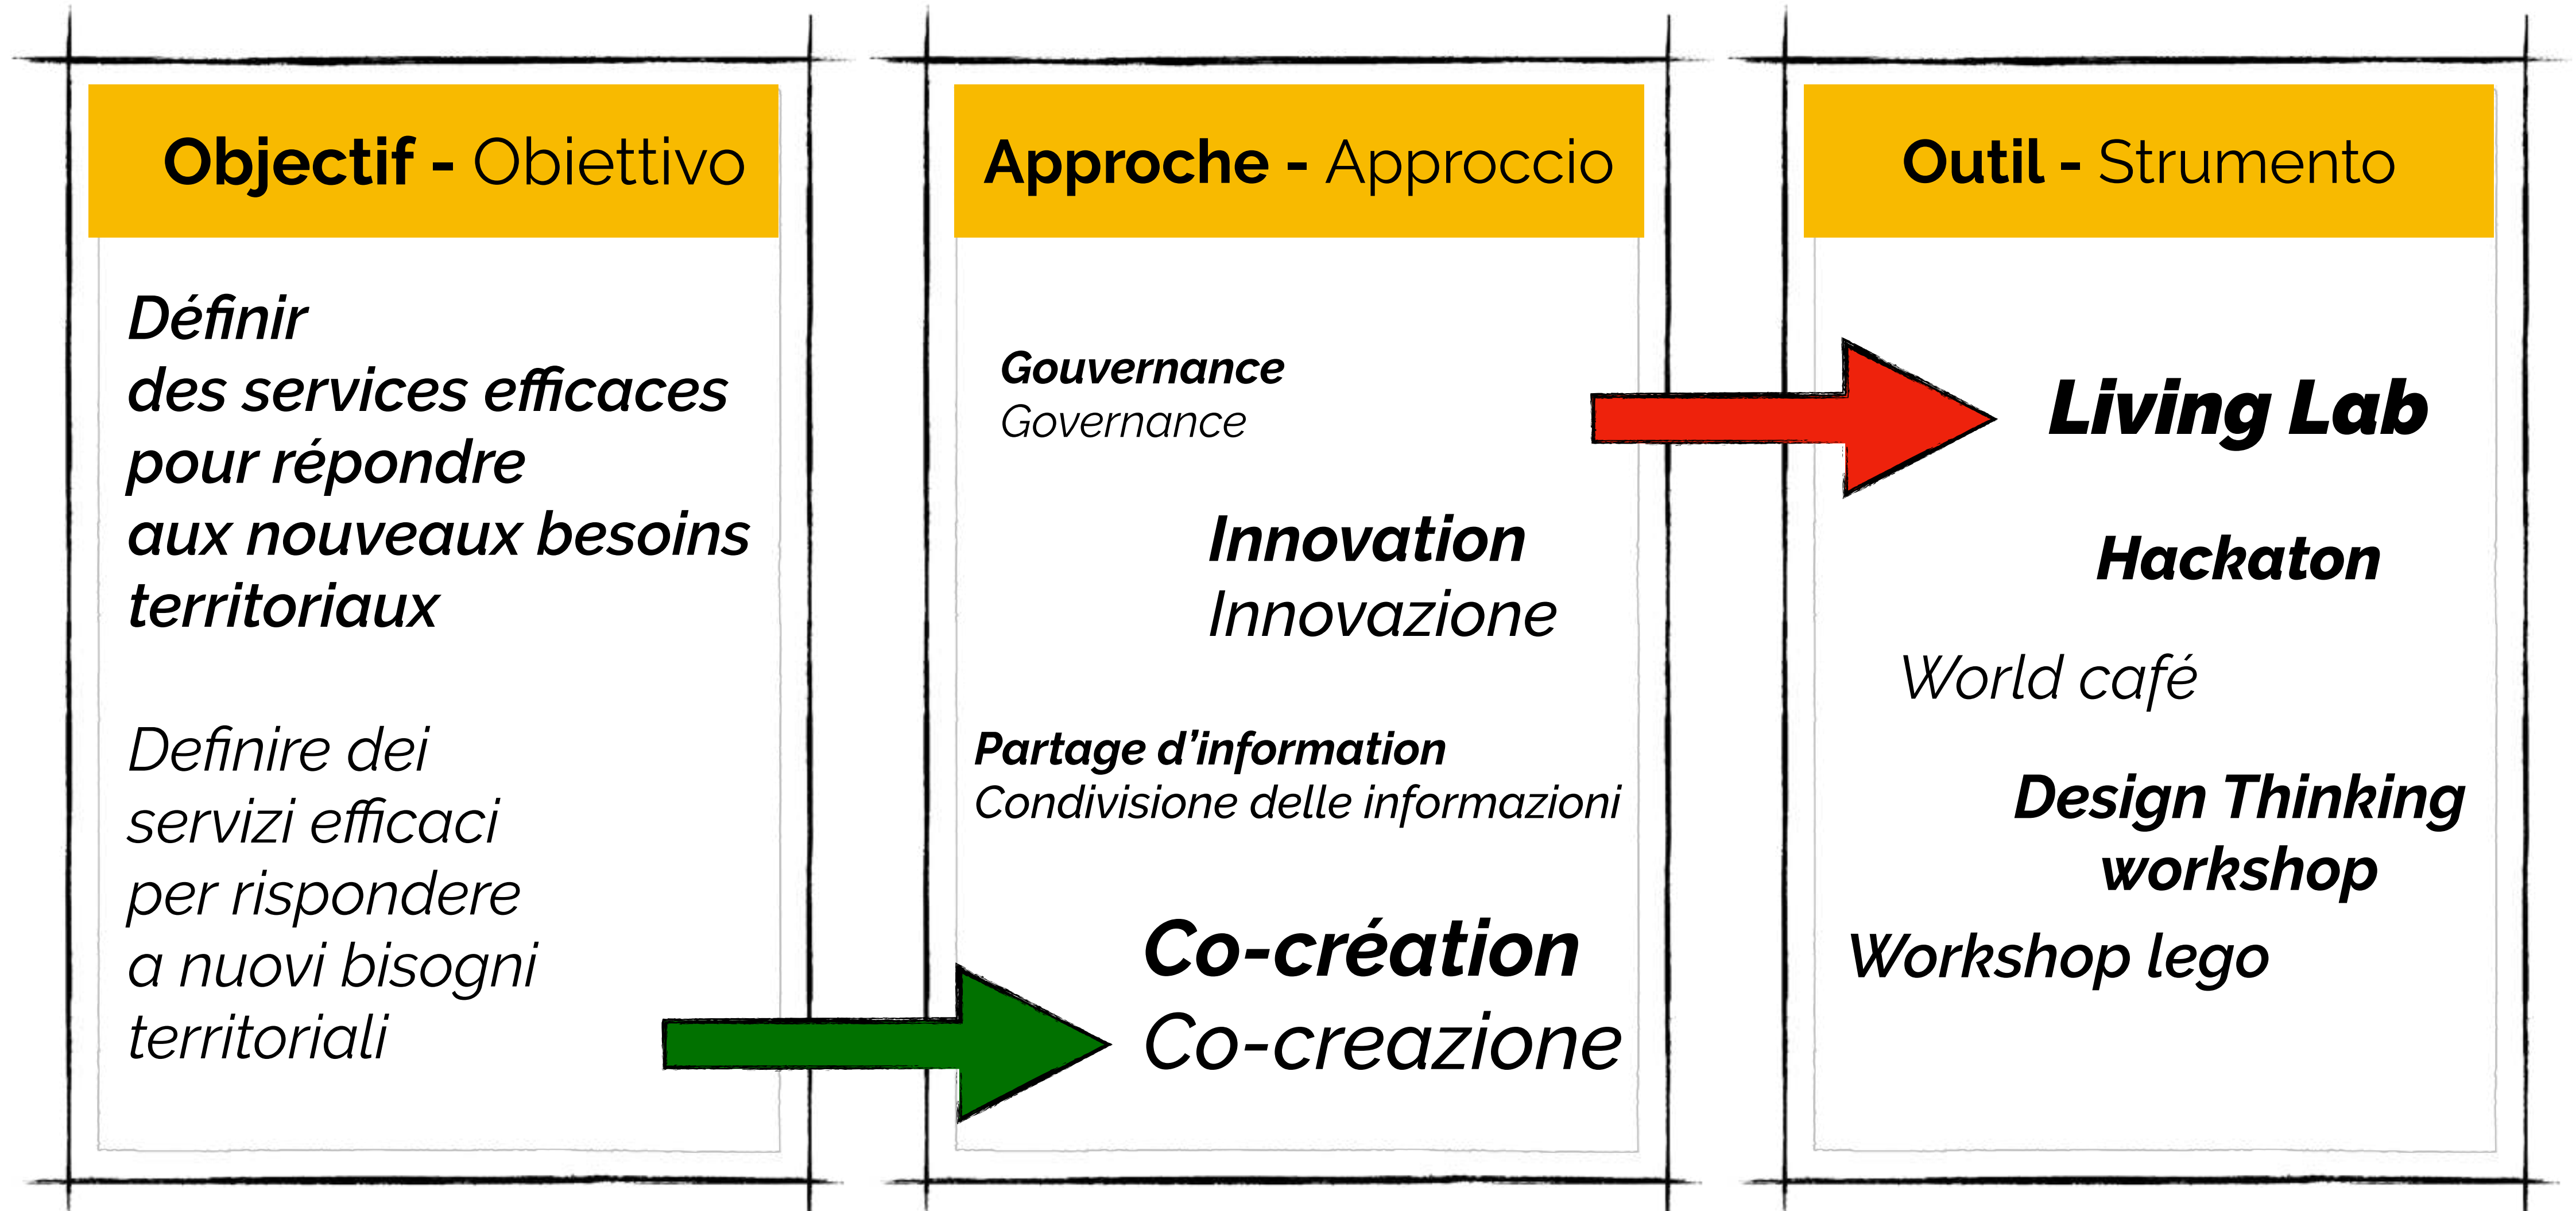 Objectif - Obiettivo
Définir
des services efficaces
pour répondre
aux nouveaux besoins
territoriaux
Definire dei
servizi efficaci
per rispondere
a nuovi bisogni
territoriali
Approche - Approccio
Gouvernance
Governance
Innovation
Innovazione
Partage d’information
Condivisione delle informazioni
Co-création
Co-creazione
Outil - Strumento
Living Lab
Hackaton
World café
Design Thinking
workshop
Workshop lego